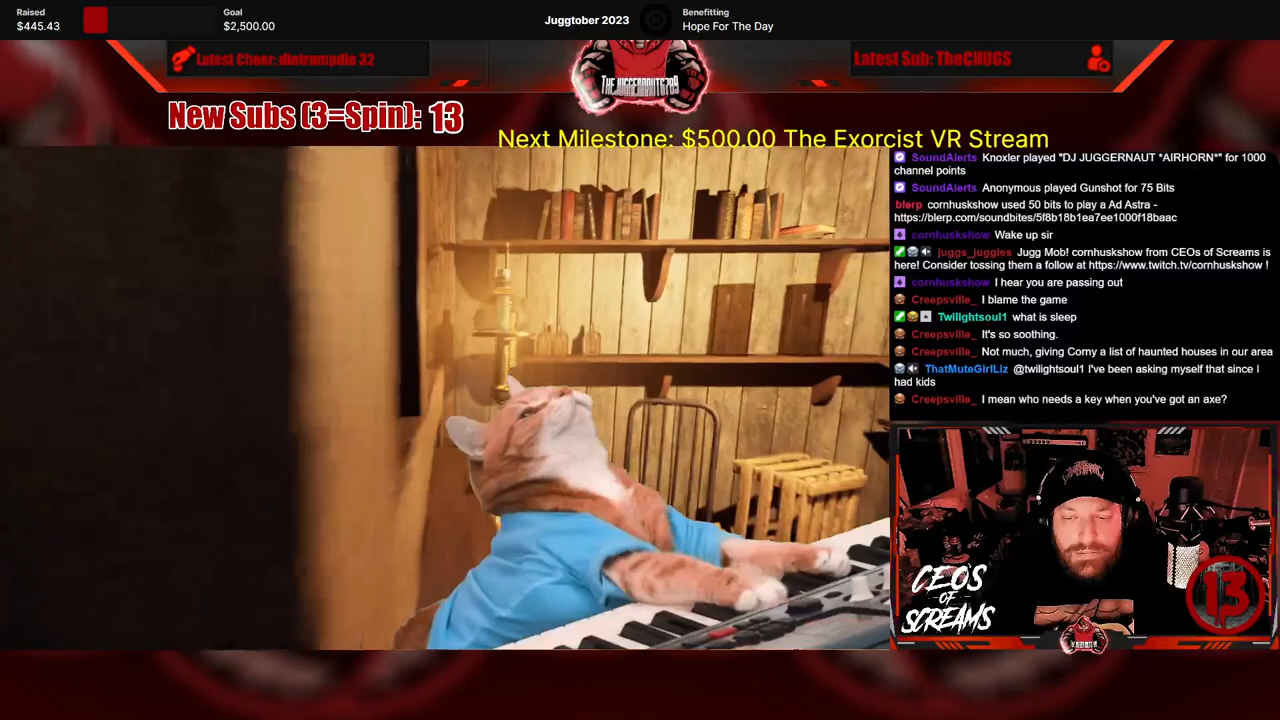 Raised
$445.43
Goal
$2,500.00
Juggtober 2023
Benefitting
Hope For The Day
Latest Cheer: dietrumpdie 32
THEJUGGERNAUT6789
Latest Sub: TheCHUGS
New Subs (3=Spin): 13
Next Milestone: $500.00 The Exorcist VR Stream
SoundAlerts Knoxler played "DJ JUGGERNAUT *AIRHORN*" for 1000
channel points
SoundAlerts Anonymous played Gunshot for 75 Bits
blerp cornhuskshow used 50 bits to play a Ad Astra -
https://blerp.com/soundbites/5f8b18b1ea7ee1000f18baac
cornhuskshow Wake up sir
juggs_juggies Jugg Mob! cornhuskshow from CEOs of Screams is
here! Consider tossing them a follow at https://www.twitch.tv/cornhuskshow !
cornhuskshow I hear you are passing out
Creepsville_ I blame the game
Twilightsoul1 what is sleep
Creepsville_ It's so soothing.
Creepsville_ Not much, giving Corny a list of haunted houses in our area
ThatMuteGirlLiz @twilightsoul1 I've been asking myself that since I
had kids
Creepsville_ I mean who needs a key when you've got an axe?
CEOS
OF
SCREAMS
13